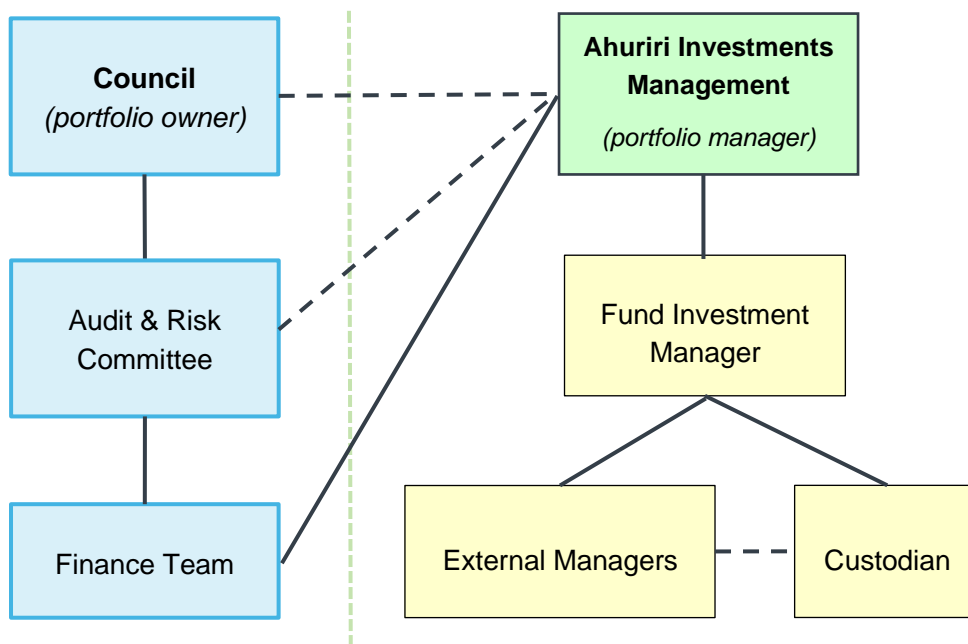 Council
(portfolio owner)
Ahuriri Investments
Management
(portfolio manager)
Audit & Risk
Committee
Fund Investment
Manager
Finance Team
External Managers
Custodian